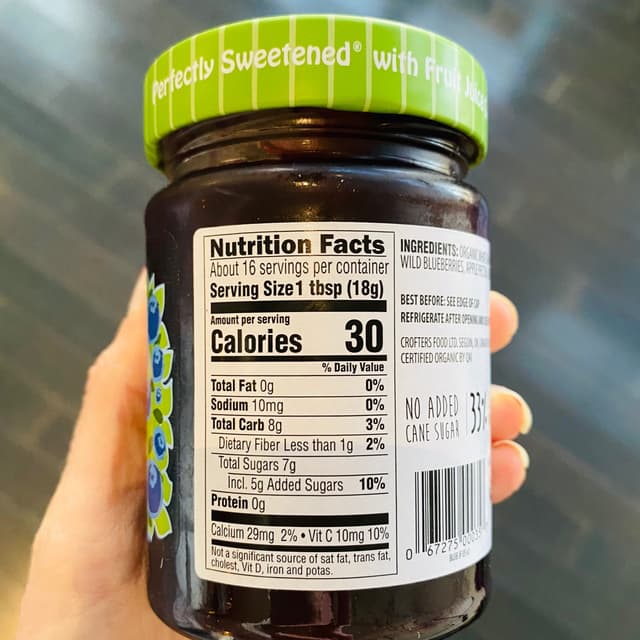 Perfectly Sweetened® with Fruit Juice
Nutrition Facts
About 16 servings per container
Serving Size 1 tbsp (18g)
Amount per serving
Calories 30
% Daily Value
Total Fat 0g 0%
Sodium 10mg 0%
Total Carb 8g 3%
Dietary Fiber Less than 1g 2%
Total Sugars 7g
Incl. 5g Added Sugars 10%
Protein 0g
Calcium 29mg 2% • Vit C 10mg 10%
Not a significant source of sat fat, trans fat,
cholest, Vit D, iron and potas.
INGREDIENTS: ORGANIC
WILD BLUEBERRIES,
BEST BEFORE: SEE EDGE OF CAP
REFRIGERATE AFTER OPENING
CROFTERS FOOD LTD.
CERTIFIED ORGANIC BY QAI
NO ADDED
CANE SUGAR
33%
0 67275 00035